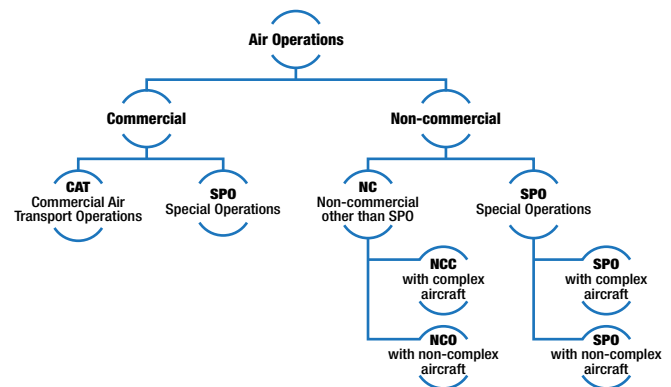 Air Operations
Commercial
Non-commercial
CAT
Commercial Air
Transport Operations
SPO
Special Operations
NC
Non-commercial
other than SPO
SPO
Special Operations
NCC
with complex
aircraft
SPO
with complex
aircraft
NCO
with non-complex
aircraft
SPO
with non-complex
aircraft